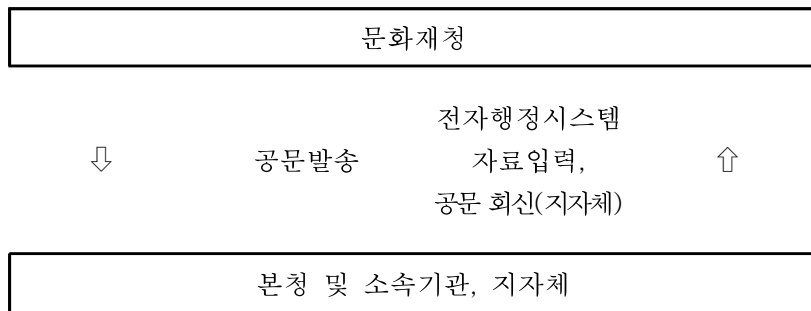 문화재청
전자행정시스템
⇩ 공문발송 자료입력, ⇧
공문 회신(지자체)
본청 및 소속기관, 지자체